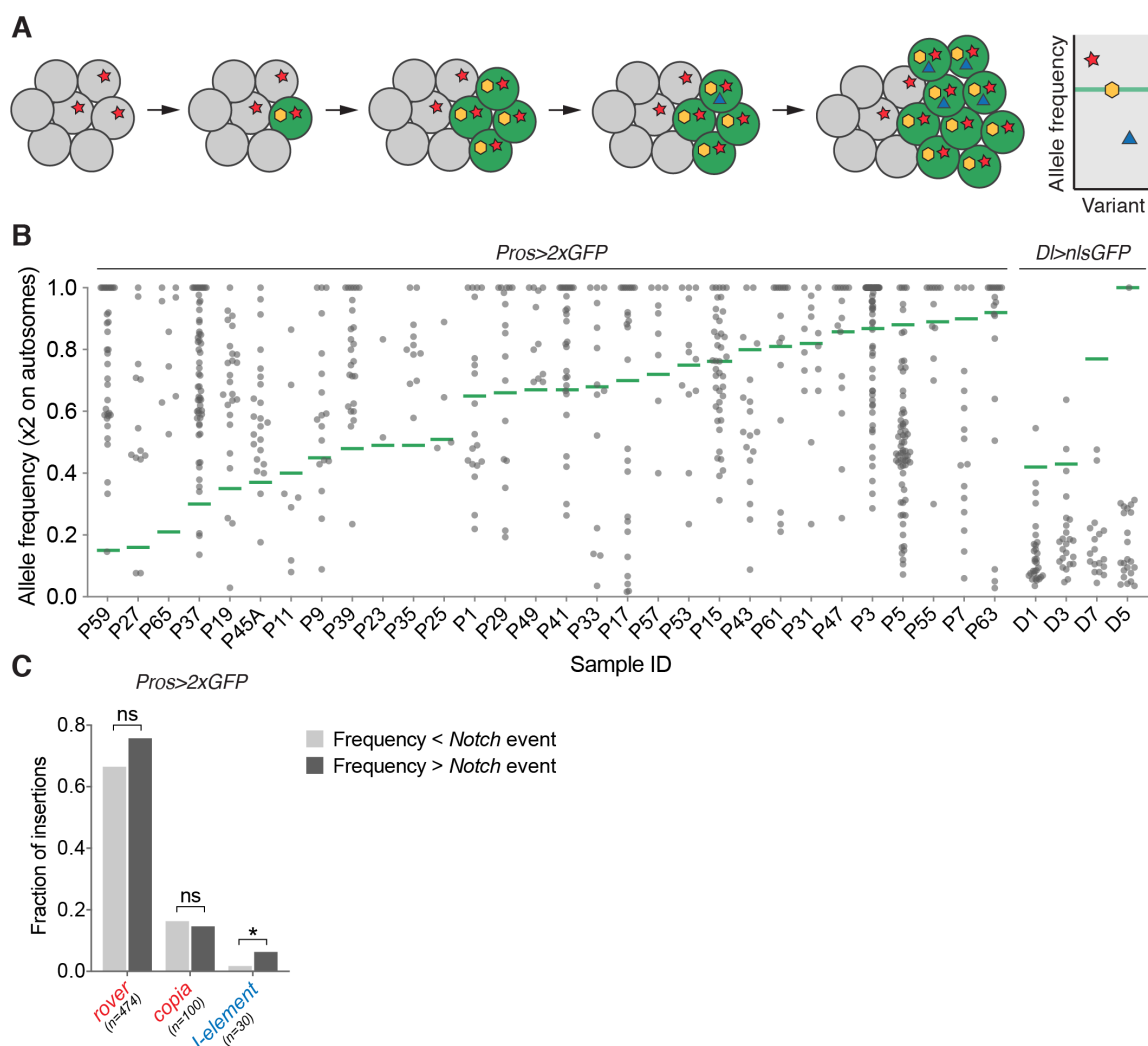 A
Allele frequency
Variant
B
Pros>2xGFP
Dl>nlsGFP
Allele frequency (x2 on autosomes)
1.0
0.8
0.6
0.4
0.2
0.0
P59 P27 P65 P37 P19 P45A P11 P9 P39 P23 P35 P25 P1 P29 P49 P41 P33 P17 P57 P53 P15 P43 P61 P31 P47 P3 P5 P55 P7 P63 D1 D3 D7 D5
Sample ID
C
Pros>2xGFP
Fraction of insertions
0.8
0.6
0.4
0.2
0.0
ns
ns
*
Frequency < Notch event
Frequency > Notch event
rover
(n=474)
copia
(n=100)
I-element
(n=30)